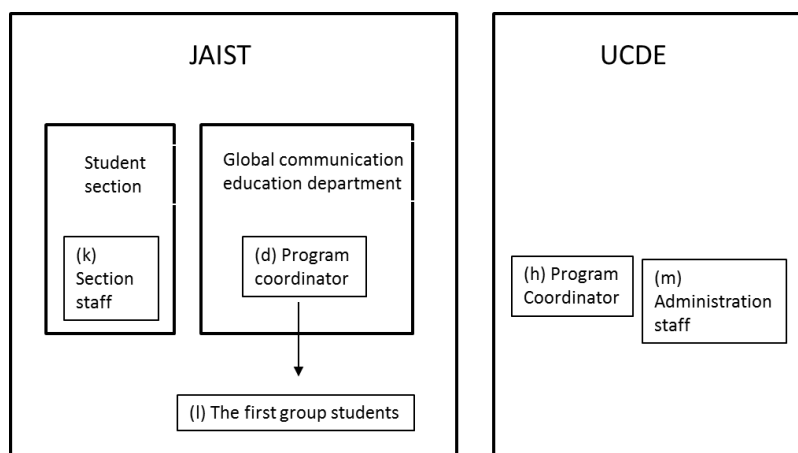 JAIST
UCDE
Student
section
Global communication
education department
(k)
Section
staff
(d) Program
coordinator
(h) Program
Coordinator
(m)
Administration
staff
(l) The first group students